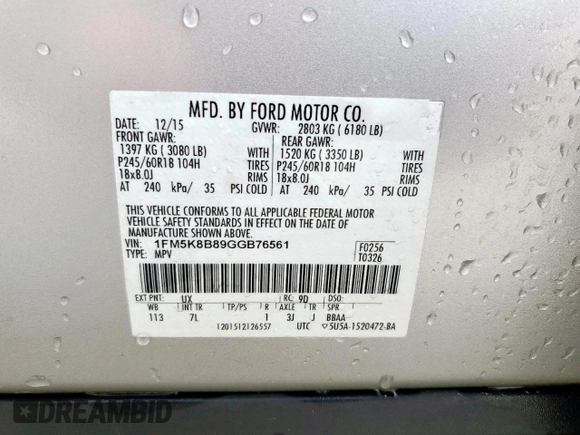 MFD. BY FORD MOTOR CO.
DATE: 12/15 GVWR: 2803 KG ( 6180 LB)
FRONT GAWR: REAR GAWR:
1397 KG ( 3080 LB) WITH 1520 KG ( 3350 LB) WITH
P245/60R18 104H TIRES P245/60R18 104H TIRES
18x8.0J RIMS 18x8.0J RIMS
AT 240 kPa/ 35 PSI COLD AT 240 kPa/ 35 PSI COLD
THIS VEHICLE CONFORMS TO ALL APPLICABLE FEDERAL MOTOR
VEHICLE SAFETY STANDARDS IN EFFECT ON THE DATE OF
MANUFACTURE SHOWN ABOVE.
VIN: 1FM5K8B89GGB76561 F0256
TYPE: MPV T0326
EXT PNT: UX RC: 9D DSO:
WB INT TR TP/PS R AXLE TR SPR
113 7L 1 3J J BBAA
1201512126557 UTC ▽5U5A-1520472-BA
DREAMBID